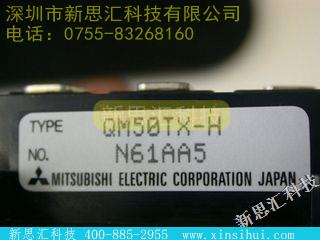 深圳市新思汇科技有限公司
电话：0755-83268160
新思汇科技
TYPE QM50TX-H
NO. N61AA5
MITSUBISHI ELECTRIC CORPORATION JAPAN
新思汇科技 400-885-2955 www.xinsihui.com